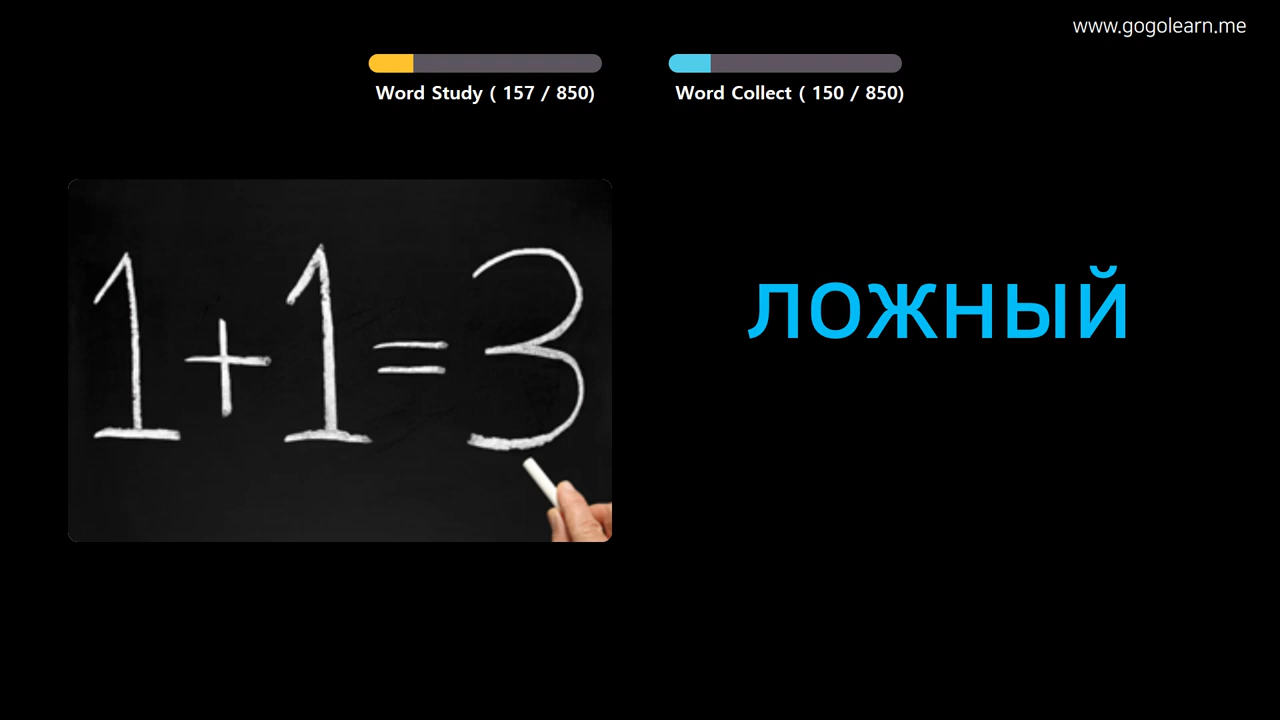 www.gogolearn.me
Word Study ( 157 / 850)
Word Collect ( 150 / 850)
1+1=3
ложный